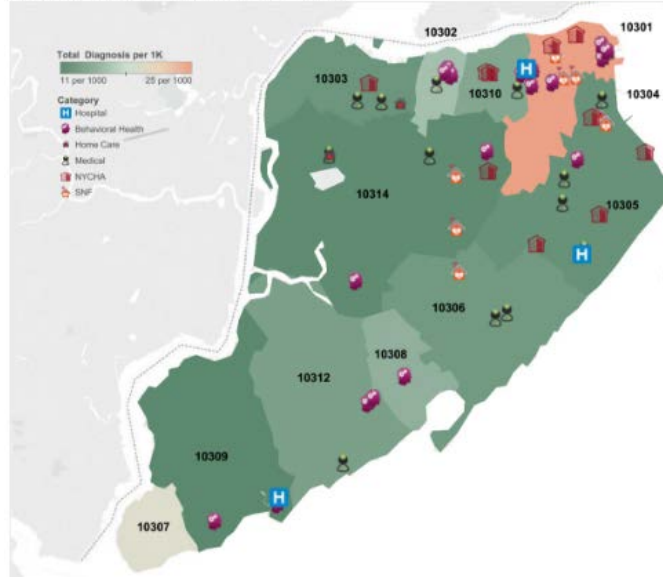 Total Diagnosis per 1K
11 per 1000
25 per 1000
Category
H Hospital
Behavioral Health
Home Care
Medical
NYCHA
SNF
10302
10301
10303
10310
10304
H
10314
10305
H
10306
10308
10312
10309
H
10307